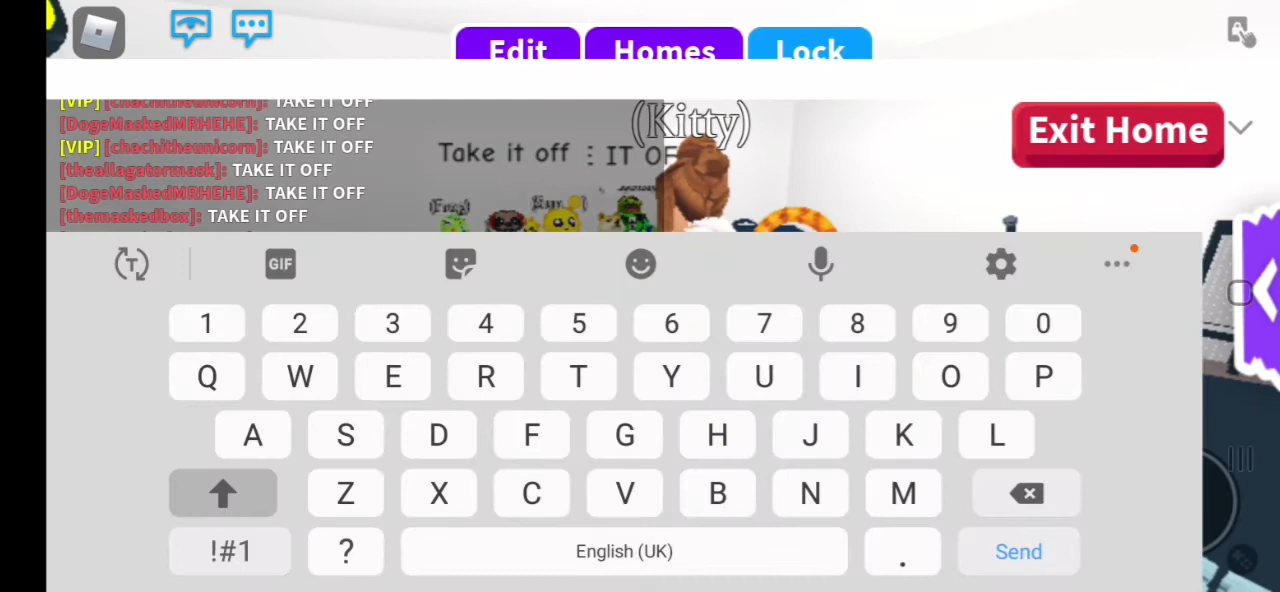 Edit Homes Lock
[VIP] [chachitheunicorn]: TAKE IT OFF
[DogeMaskedMRHEHE]: TAKE IT OFF
[VIP] [chachitheunicorn]: TAKE IT OFF
[theallagatormask]: TAKE IT OFF
[DogeMaskedMRHEHE]: TAKE IT OFF
[themaskedbox]: TAKE IT OFF
(Kitty)
Take it off : IT OF
(Frog)
Exit Home
GIF
1 2 3 4 5 6 7 8 9 0
Q W E R T Y U I O P
A S D F G H J K L
Z X C V B N M
!#1 ? English (UK) . Send